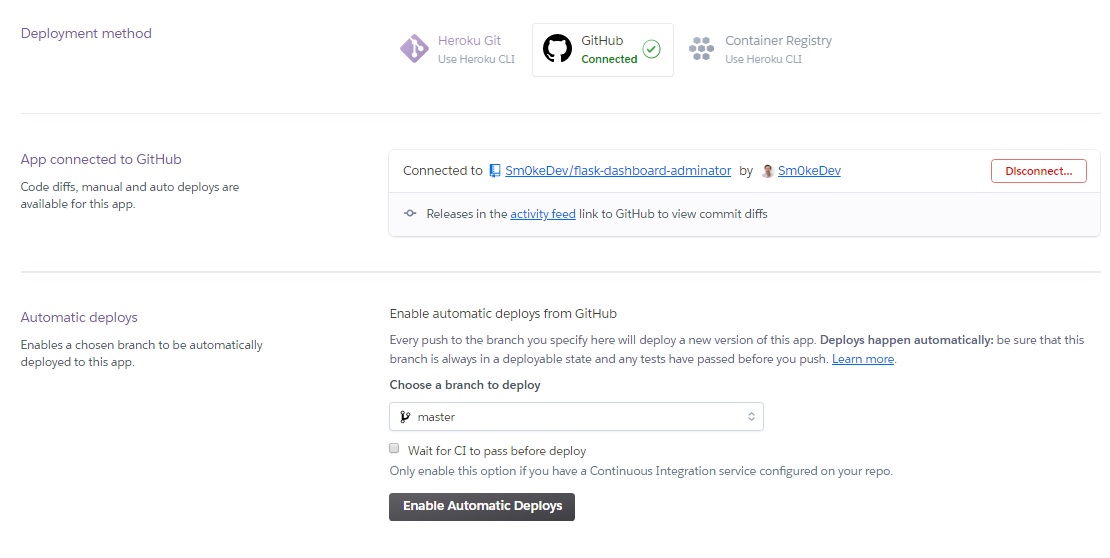 Deployment method
Heroku Git
Use Heroku CLI
GitHub
Connected
Container Registry
Use Heroku CLI
App connected to GitHub
Code diffs, manual and auto deploys are
available for this app.
Connected to Sm0keDev/flask-dashboard-adminator by Sm0keDev
Disconnect...
Releases in the activity feed link to GitHub to view commit diffs
Automatic deploys
Enables a chosen branch to be automatically
deployed to this app.
Enable automatic deploys from GitHub
Every push to the branch you specify here will deploy a new version of this app. Deploys happen automatically: be sure that this
branch is always in a deployable state and any tests have passed before you push. Learn more.
Choose a branch to deploy
master
Wait for CI to pass before deploy
Only enable this option if you have a Continuous Integration service configured on your repo.
Enable Automatic Deploys